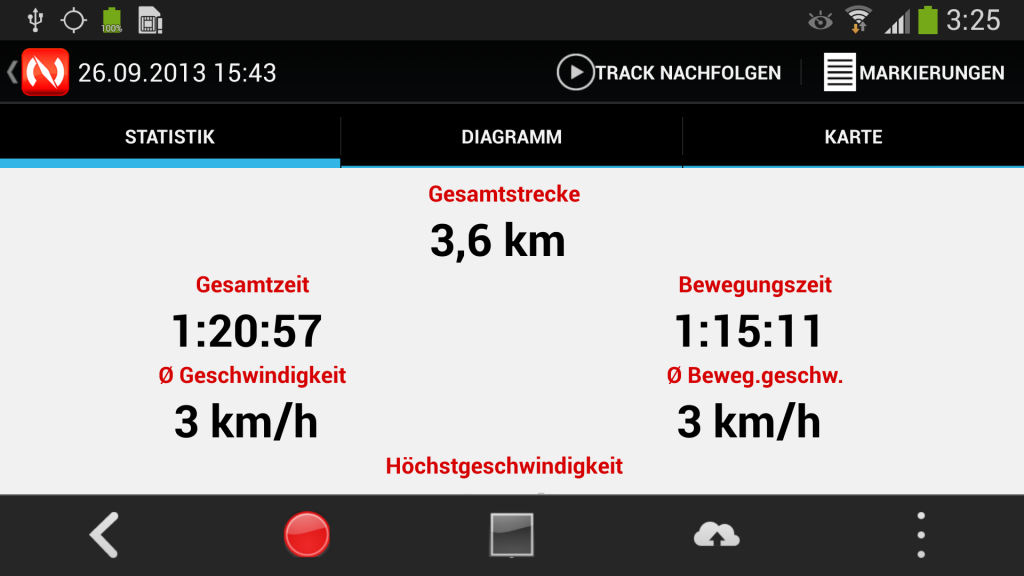 100%
3:25
26.09.2013 15:43
TRACK NACHFOLGEN
MARKIERUNGEN
STATISTIK
DIAGRAMM
KARTE
Gesamtstrecke
3,6 km
Gesamtzeit
Bewegungszeit
1:20:57
1:15:11
Ø Geschwindigkeit
Ø Beweg.geschw.
3 km/h
3 km/h
Höchstgeschwindigkeit